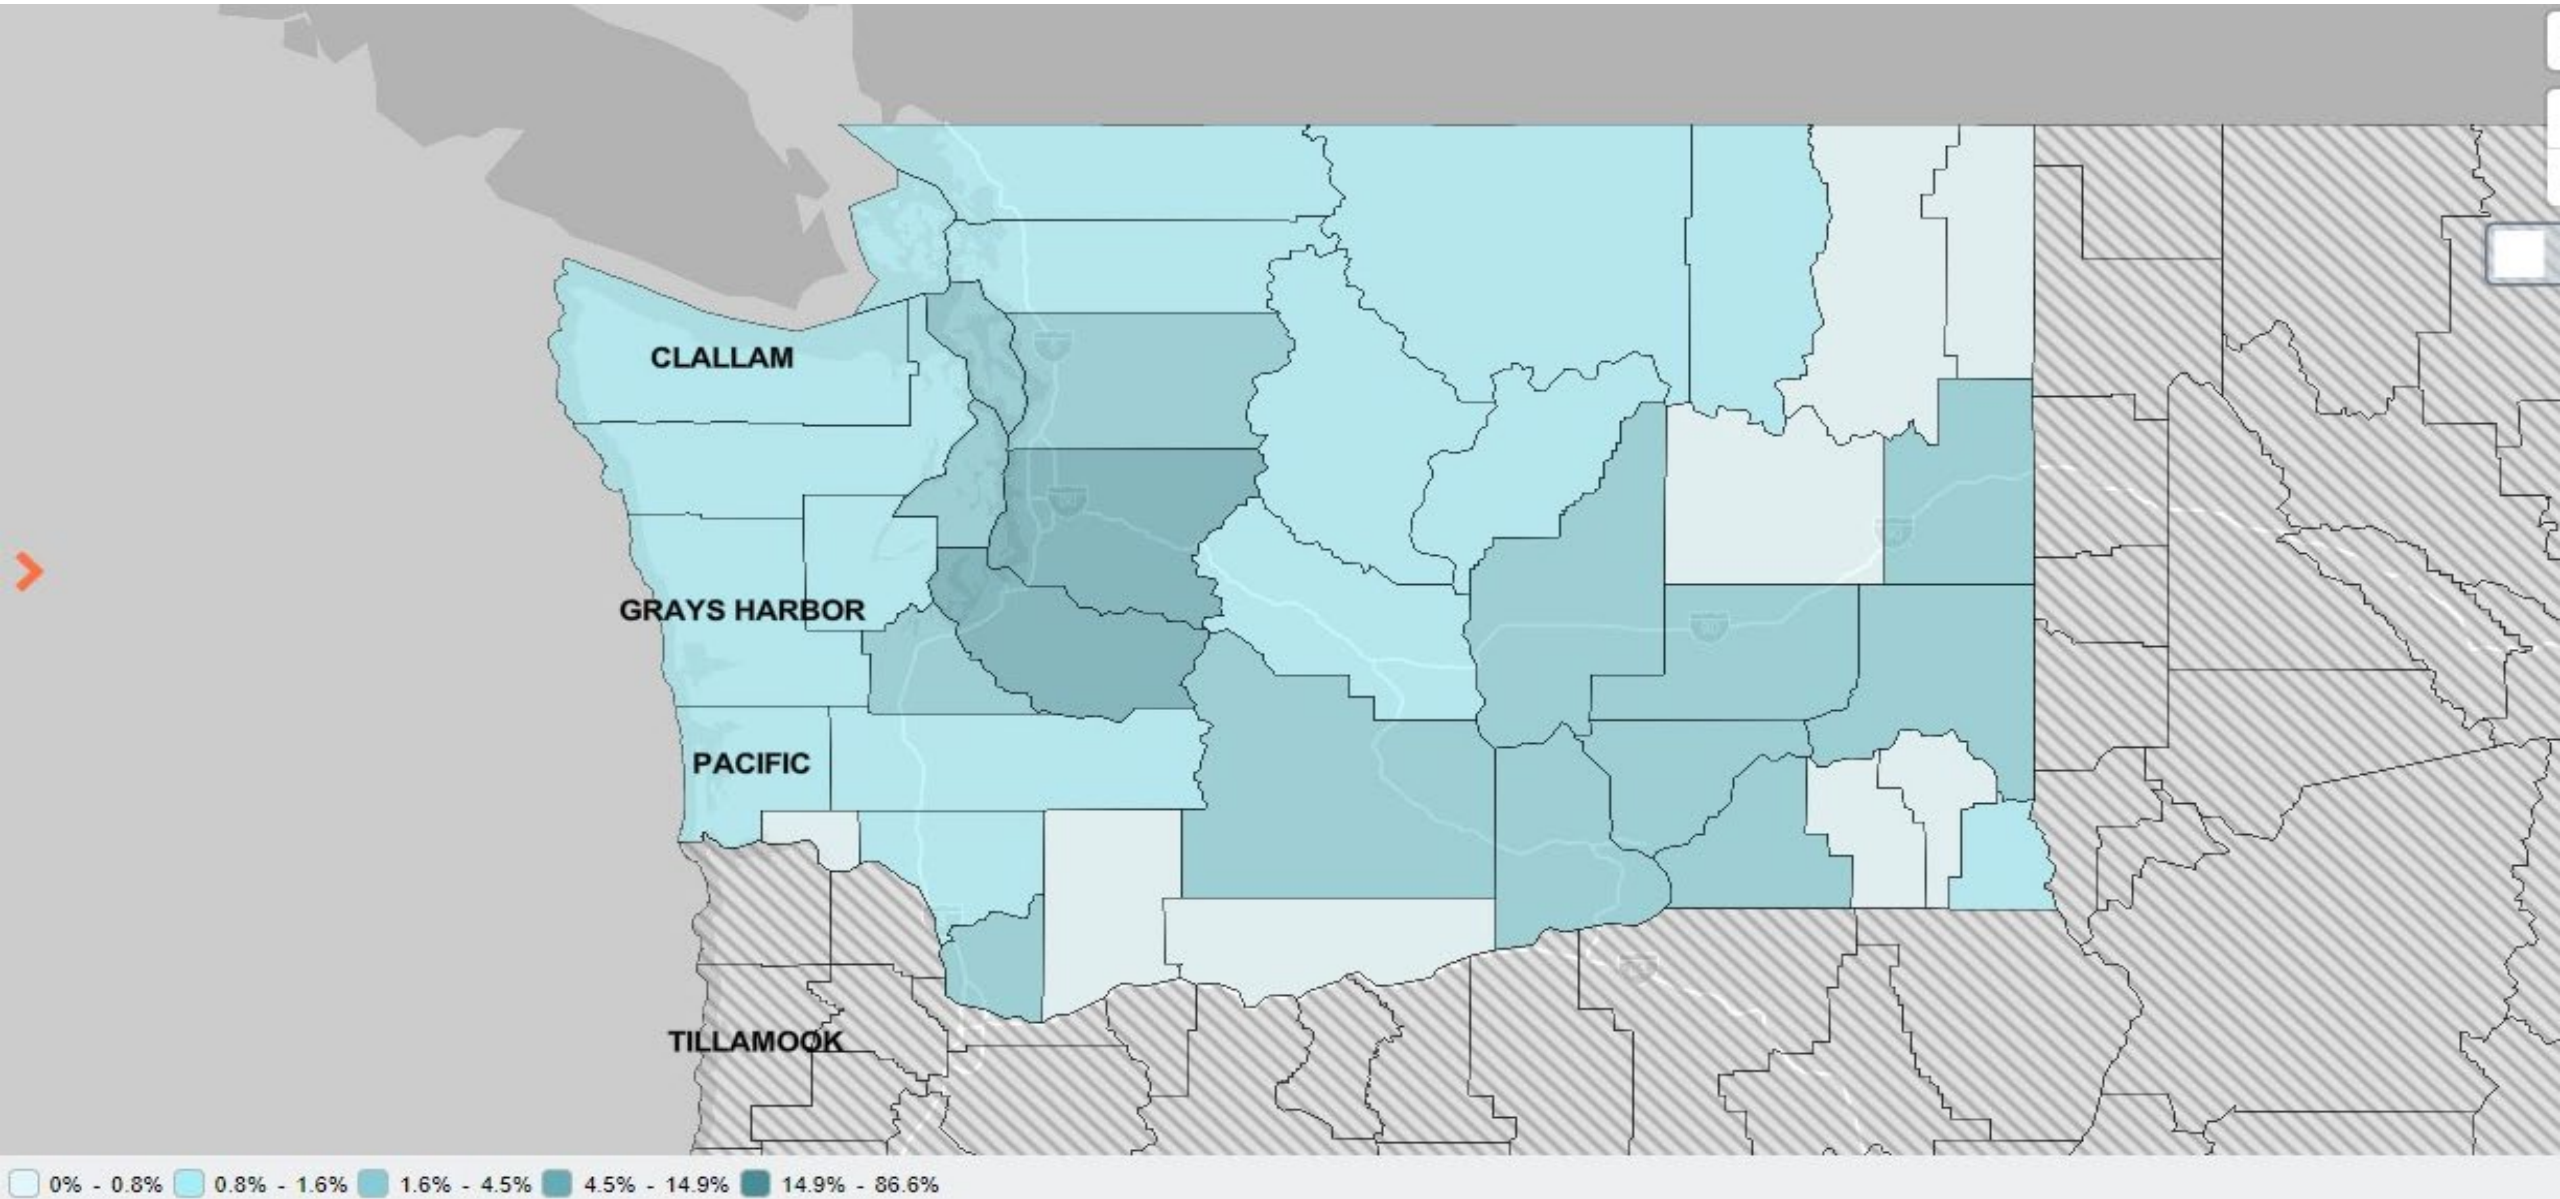 CLALLAM
GRAYS HARBOR
PACIFIC
TILLAMOOK
0% - 0.8% 0.8% - 1.6% 1.6% - 4.5% 4.5% - 14.9% 14.9% - 86.6%